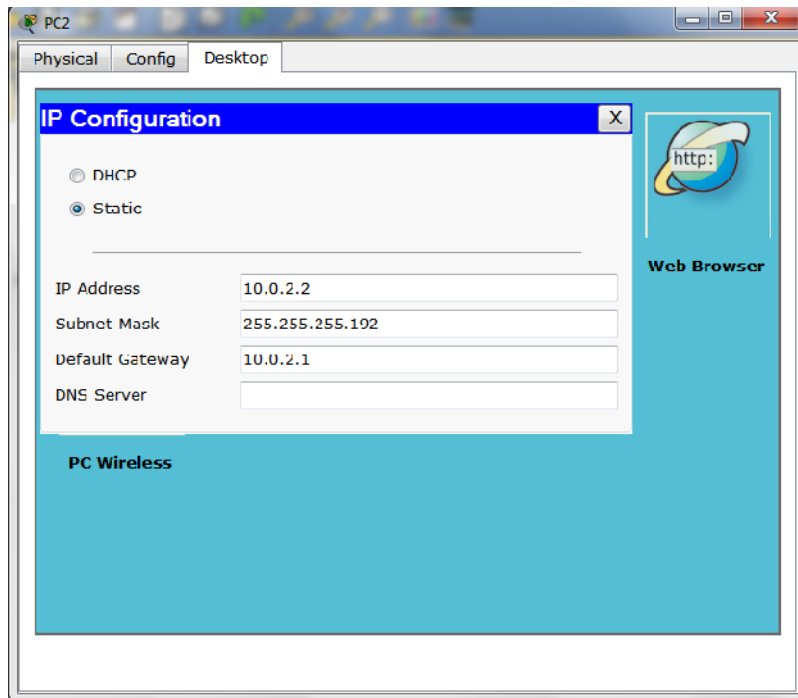 PC2
Physical Config Desktop
IP Configuration X
DHCP
Static
http:
Web Browser
IP Address 10.0.2.2
Subnet Mask 255.255.255.192
Default Gateway 10.0.2.1
DNS Server
PC Wireless